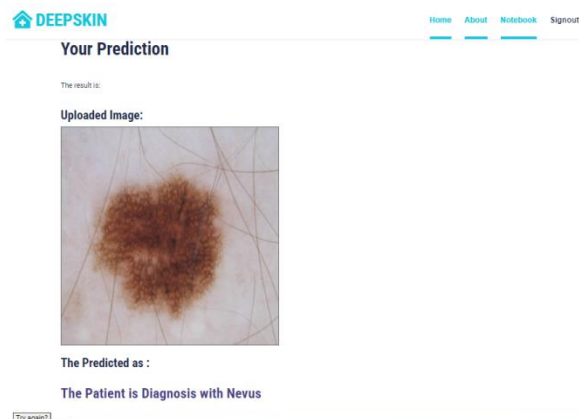 DEEPSKIN
Home About Notebook Signout
Your Prediction
The result is:
Uploaded Image:
The Predicted as :
The Patient is Diagnosis with Nevus
Try again?